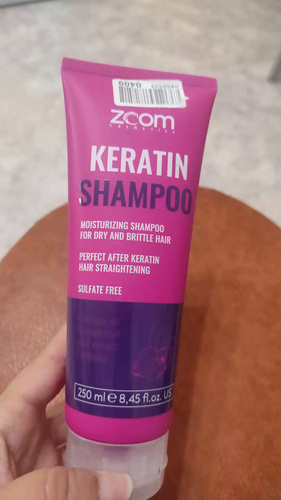 zoom
COSMETICS
KERATIN
SHAMPOO
MOISTURIZING SHAMPOO
FOR DRY AND BRITTLE HAIR
PERFECT AFTER KERATIN
HAIR STRAIGHTENING
SULFATE FREE
250 ml ℮ 8,45 fl.oz. US